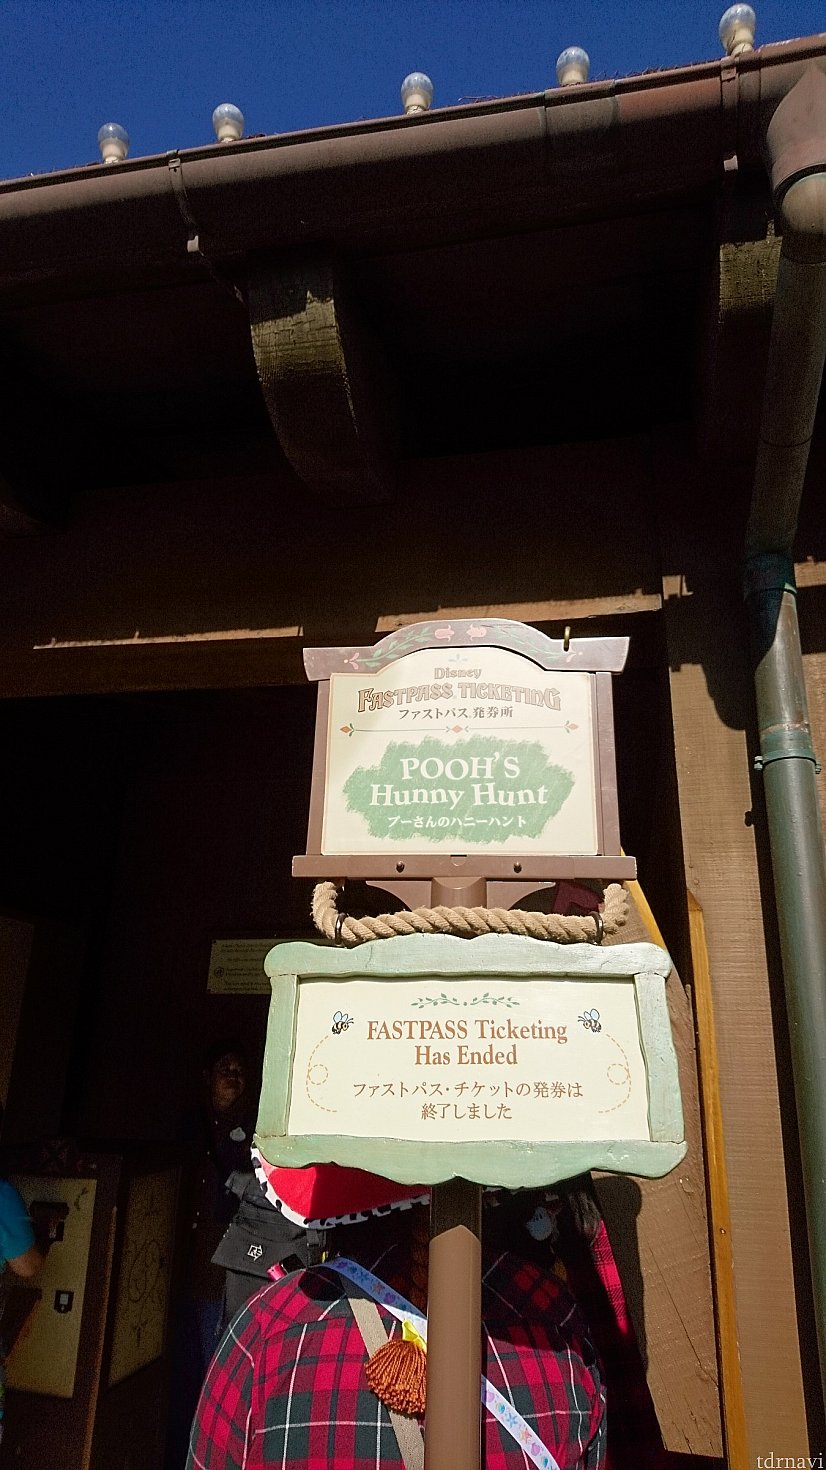 Disney
FASTPASS TICKETING
ファストパス発券所
POOH'S
Hunny Hunt
プーさんのハニーハント
FASTPASS Ticketing
Has Ended
ファストパス・チケットの発券は
終了しました
tdrnavi